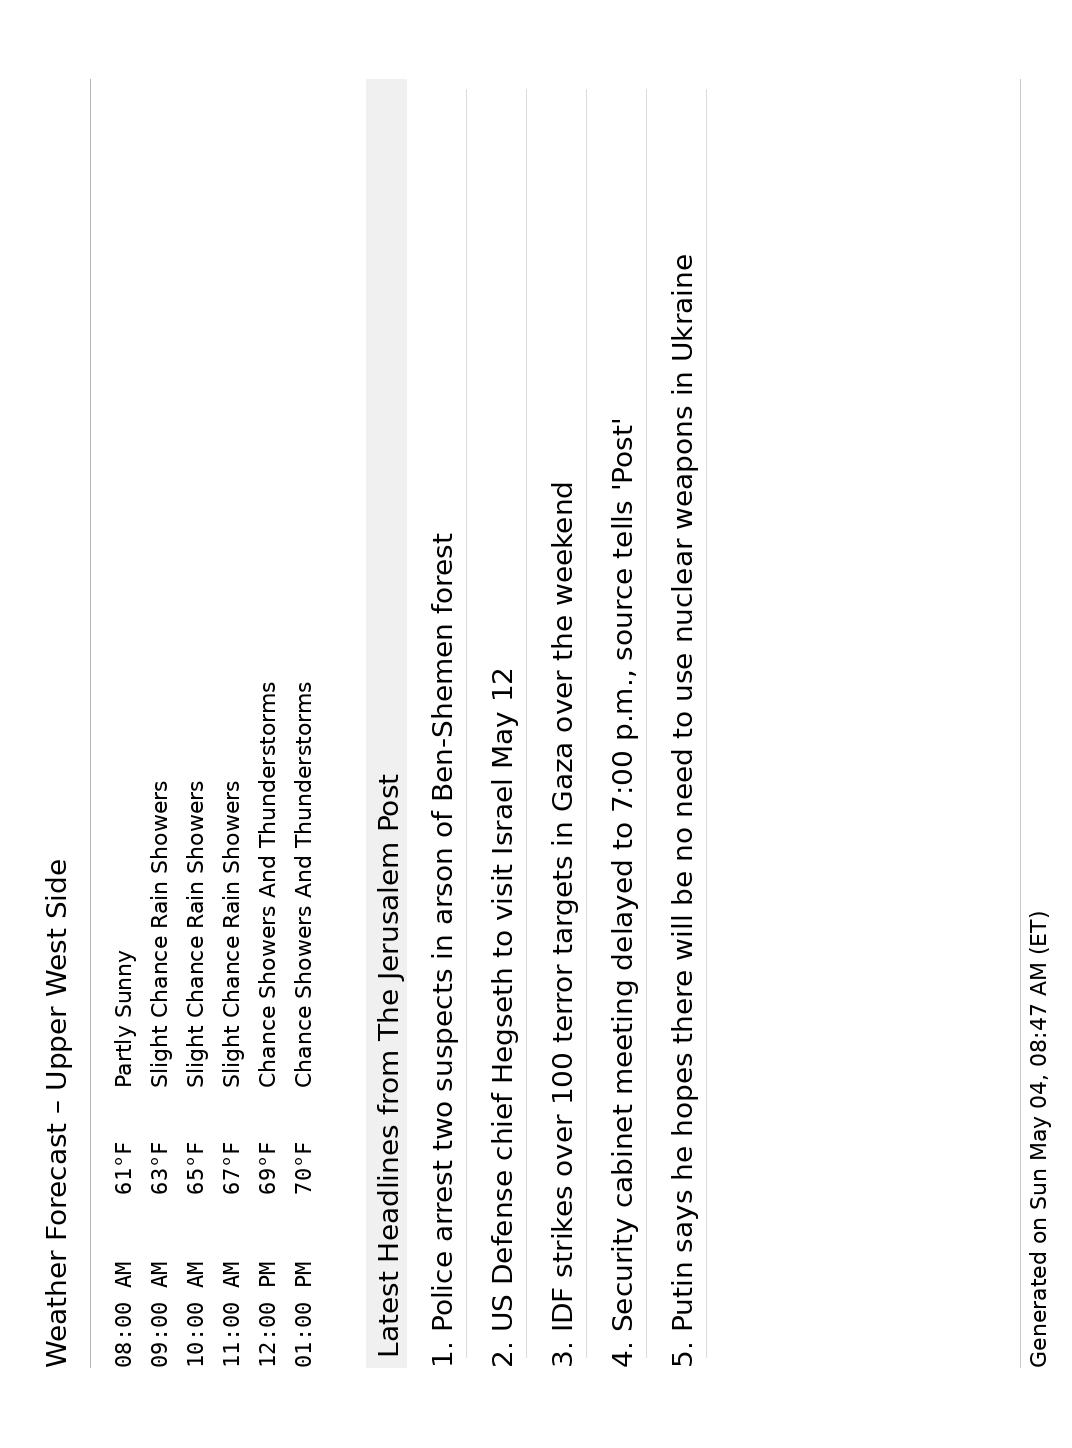 Weather Forecast – Upper West Side
08:00 AM 61°F Partly Sunny
09:00 AM 63°F Slight Chance Rain Showers
10:00 AM 65°F Slight Chance Rain Showers
11:00 AM 67°F Slight Chance Rain Showers
12:00 PM 69°F Chance Showers And Thunderstorms
01:00 PM 70°F Chance Showers And Thunderstorms
Latest Headlines from The Jerusalem Post
1. Police arrest two suspects in arson of Ben-Shemen forest
2. US Defense chief Hegseth to visit Israel May 12
3. IDF strikes over 100 terror targets in Gaza over the weekend
4. Security cabinet meeting delayed to 7:00 p.m., source tells 'Post'
5. Putin says he hopes there will be no need to use nuclear weapons in Ukraine
Generated on Sun May 04, 08:47 AM (ET)